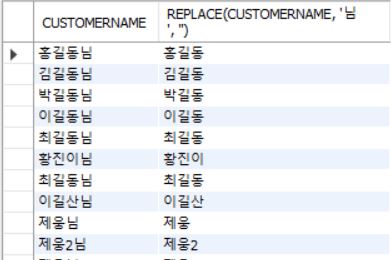 CUSTOMERNAME REPLACE(CUSTOMERNAME, '님
', '')
홍길동님 홍길동
김길동님 김길동
박길동님 박길동
이길동님 이길동
최길동님 최길동
황진이님 황진이
최길동님 최길동
이길산님 이길산
제웅님 제웅
제웅2님 제웅2